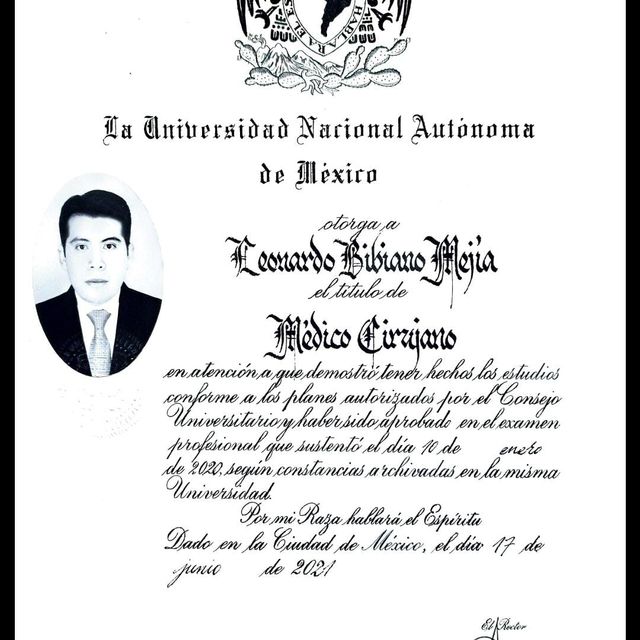 HABLARA EL ES
La Universidad Nacional Autónoma
de México
otorga a
Leonardo Bibiano Mejía
el título de
Médico Cirujano
en atención a que demostró tener hechos los estudios
conforme a los planes autorizados por el Consejo
Universitario y haber sido aprobado en el examen
profesional que sustentó el día 10 de enero
de 2020, según constancias archivadas en la misma
Universidad.
Por mi Raza hablará el Espíritu
Dado en la Ciudad de México, el día 17 de
junio de 2021
El Rector